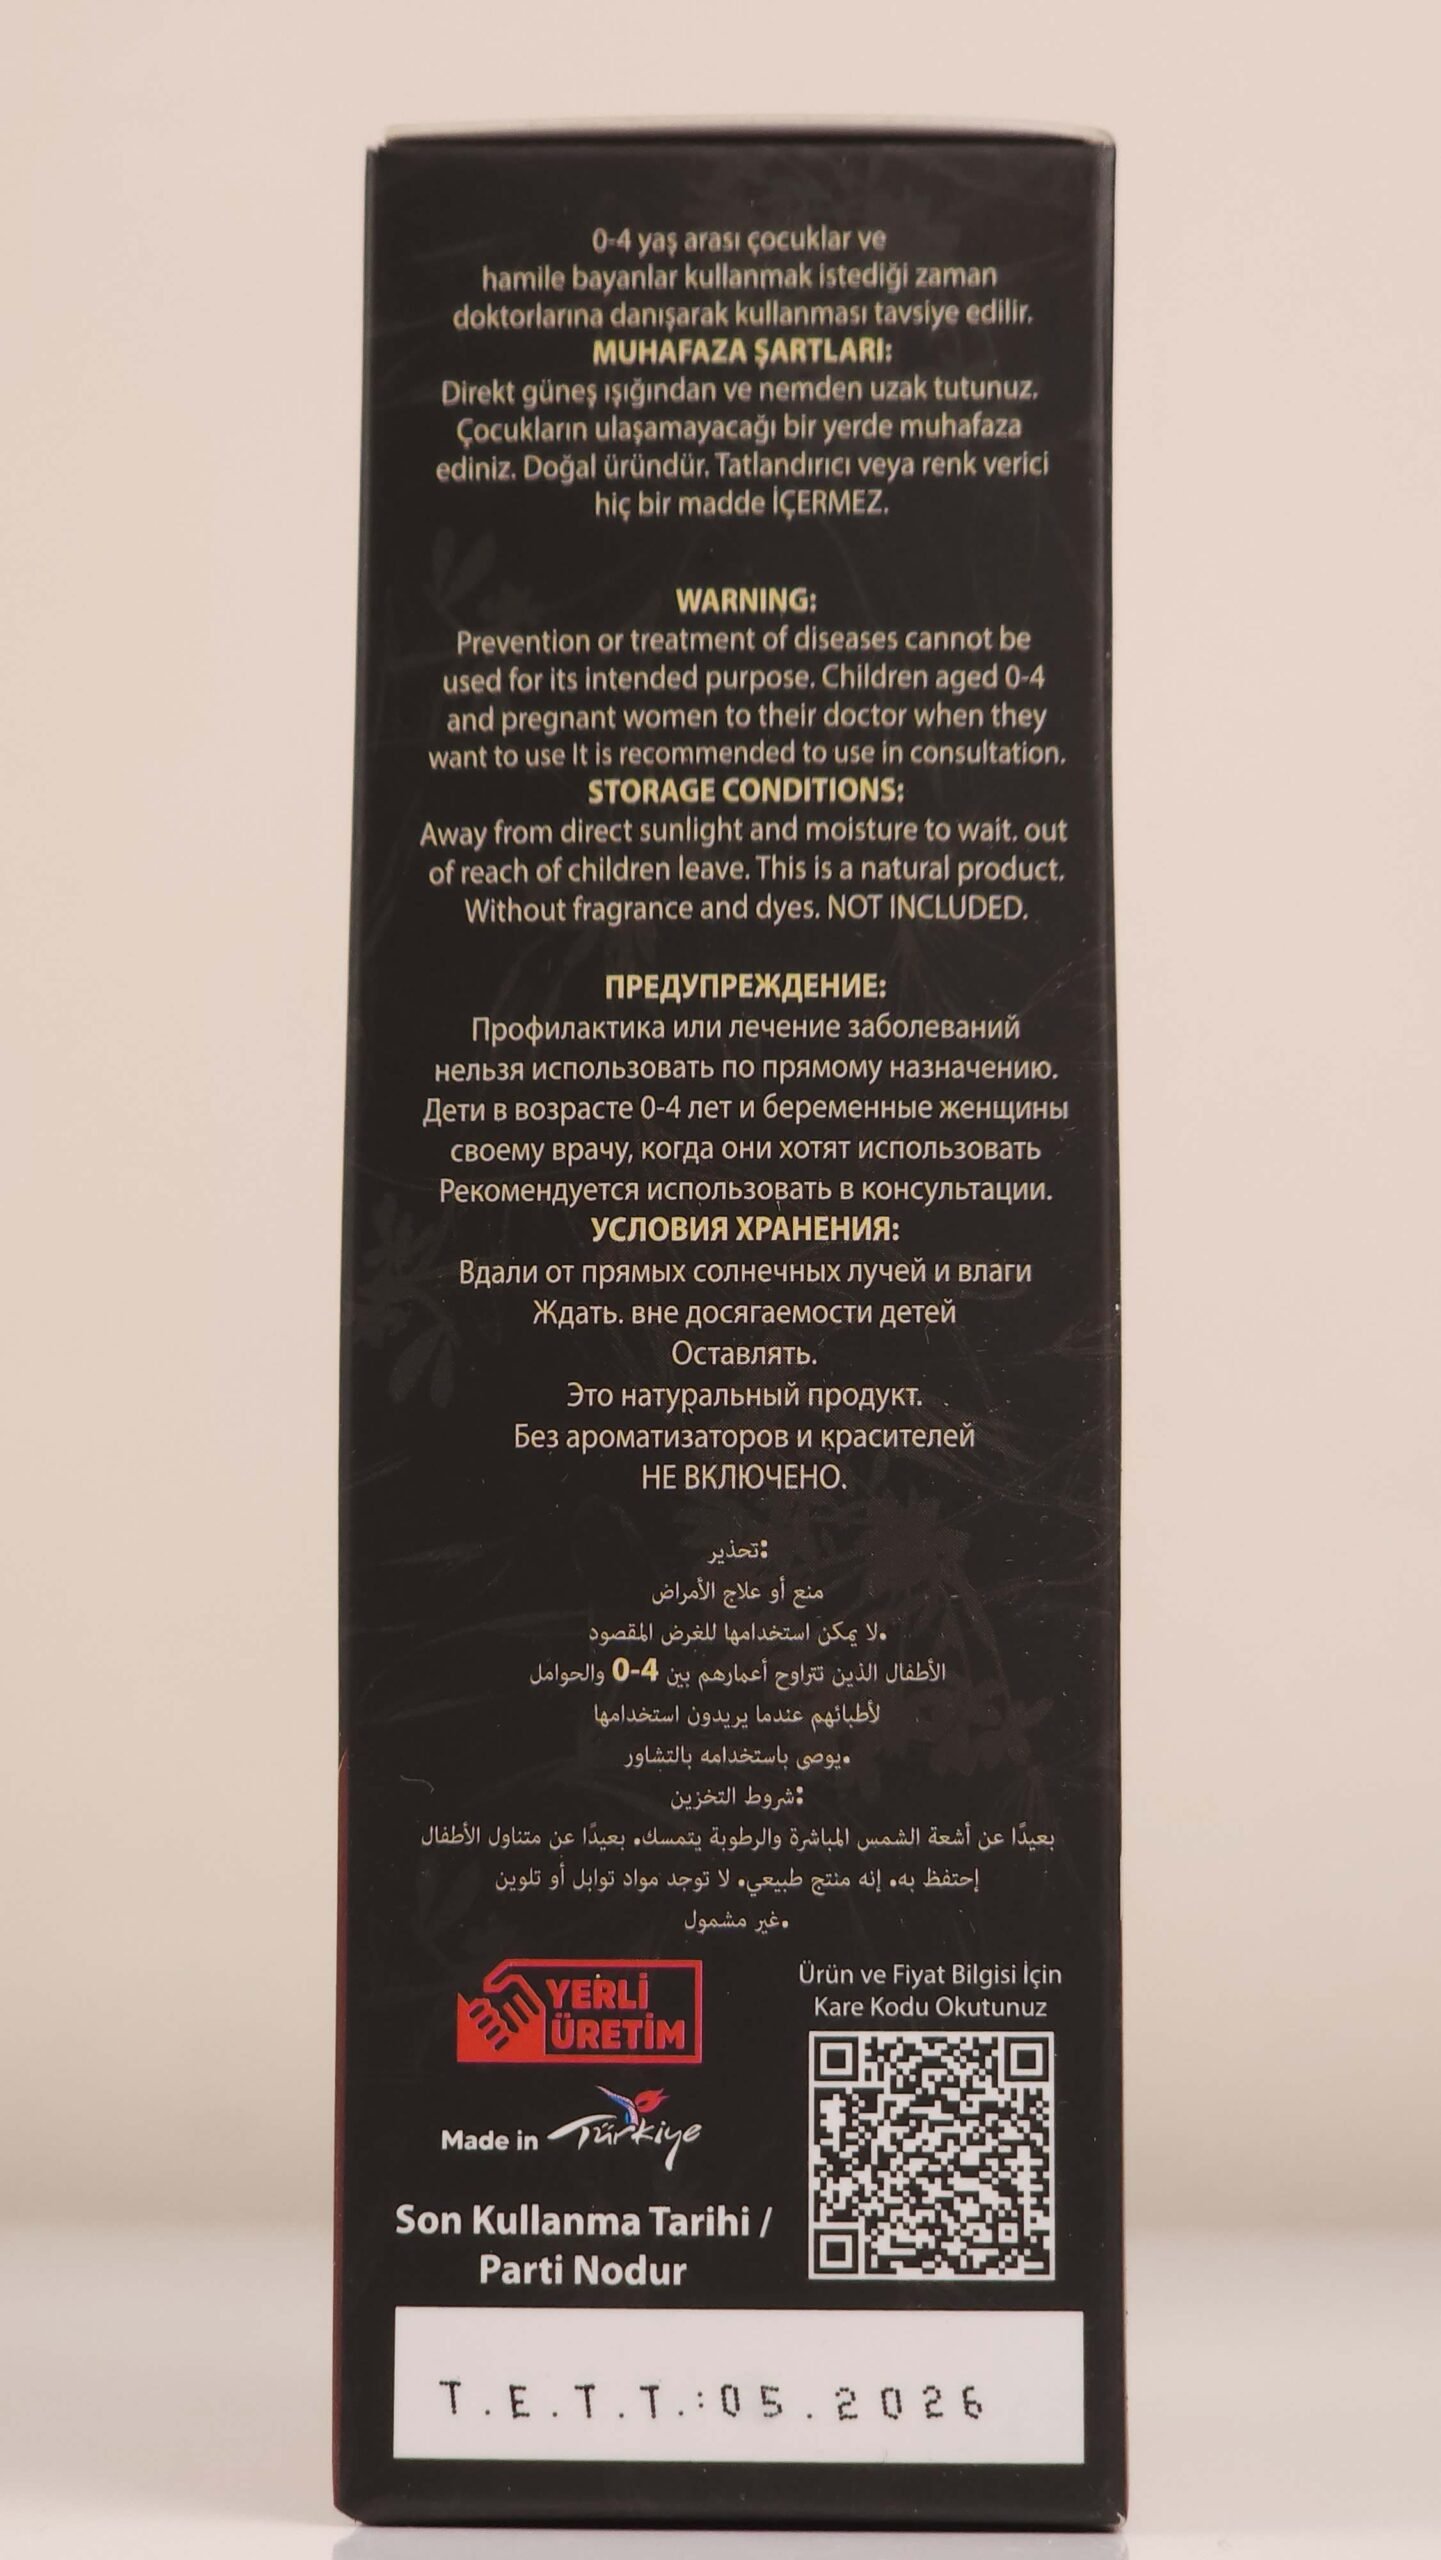 0-4 yaş arası çocuklar ve
hamile bayanlar kullanmak istediği zaman
doktorlarına danışarak kullanması tavsiye edilir.
MUHAFAZA ŞARTLARI:
Direkt güneş ışığından ve nemden uzak tutunuz.
Çocukların ulaşamayacağı bir yerde muhafaza
ediniz. Doğal üründür. Tatlandırıcı veya renk verici
hiç bir madde İÇERMEZ.
WARNING:
Prevention or treatment of diseases cannot be
used for its intended purpose. Children aged 0-4
and pregnant women to their doctor when they
want to use It is recommended to use in consultation.
STORAGE CONDITIONS:
Away from direct sunlight and moisture to wait. out
of reach of children leave. This is a natural product.
Without fragrance and dyes. NOT INCLUDED.
ПРЕДУПРЕЖДЕНИЕ:
Профилактика или лечение заболеваний
нельзя использовать по прямому назначению.
Дети в возрасте 0-4 лет и беременные женщины
своему врачу, когда они хотят использовать
Рекомендуется использовать в консультации.
УСЛОВИЯ ХРАНЕНИЯ:
Вдали от прямых солнечных лучей и влаги
Ждать. вне досягаемости детей
Оставлять.
Это натуральный продукт.
Без ароматизаторов и красителей
НЕ ВКЛЮЧЕНО.
:تحذير
منع أو علاج الأمراض
.لا يمكن استخدامها للغرض المقصود
الأطفال الذين تتراوح أعمارهم بين 4-0 والحوامل
لأطبائهم عندما يريدون استخدامها
.يوصى باستخدامه بالتشاور
:شروط التخزين
بعيدًا عن أشعة الشمس المباشرة والرطوبة يتمسك. بعيدًا عن متناول الأطفال
إحتفظ به. إنه منتج طبيعي. لا توجد مواد توابل أو تلوين
.غير مشمول
YERLİ
ÜRETİM
Made in Türkiye
Ürün ve Fiyat Bilgisi İçin
Kare Kodu Okutunuz
Son Kullanma Tarihi /
Parti Nodur
T.E.T.T.:05.2026